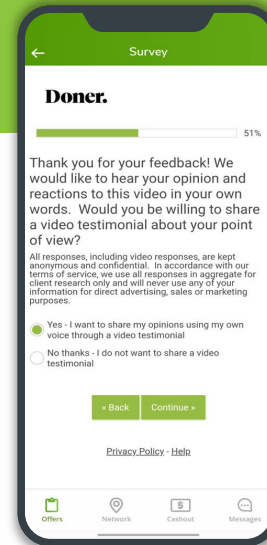 Survey
Doner.
51%
Thank you for your feedback! We
would like to hear your opinion and
reactions to this video in your own
words. Would you be willing to share
a video testimonial about your point
of view?
All responses, including video responses, are kept
anonymous and confidential. In accordance with our
terms of service, we use all responses in aggregate for
client research only and will never use any of your
information for direct advertising, sales or marketing
purposes.
Yes - I want to share my opinions using my own
voice through a video testimonial
No thanks - I do not want to share a video
testimonial
« Back Continue »
Privacy Policy - Help
Offers Network Cashout Messages